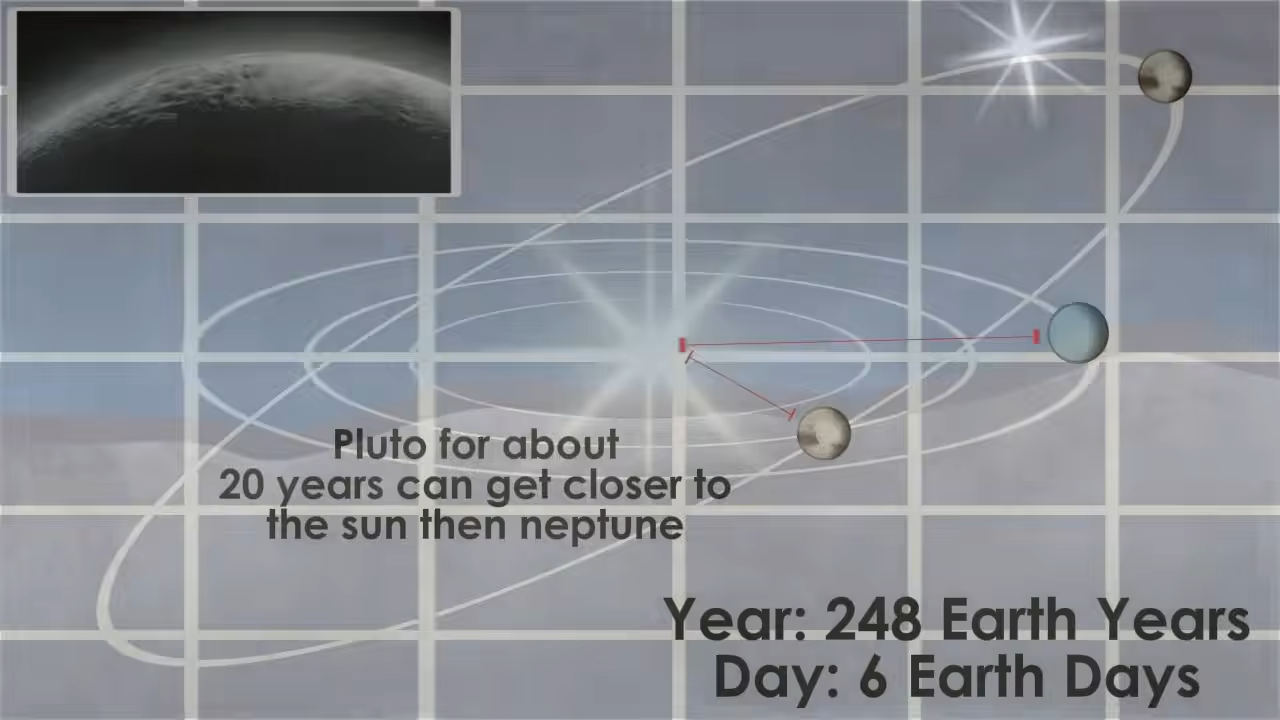 Pluto for about
20 years can get closer to
the sun then neptune
Year: 248 Earth Years
Day: 6 Earth Days